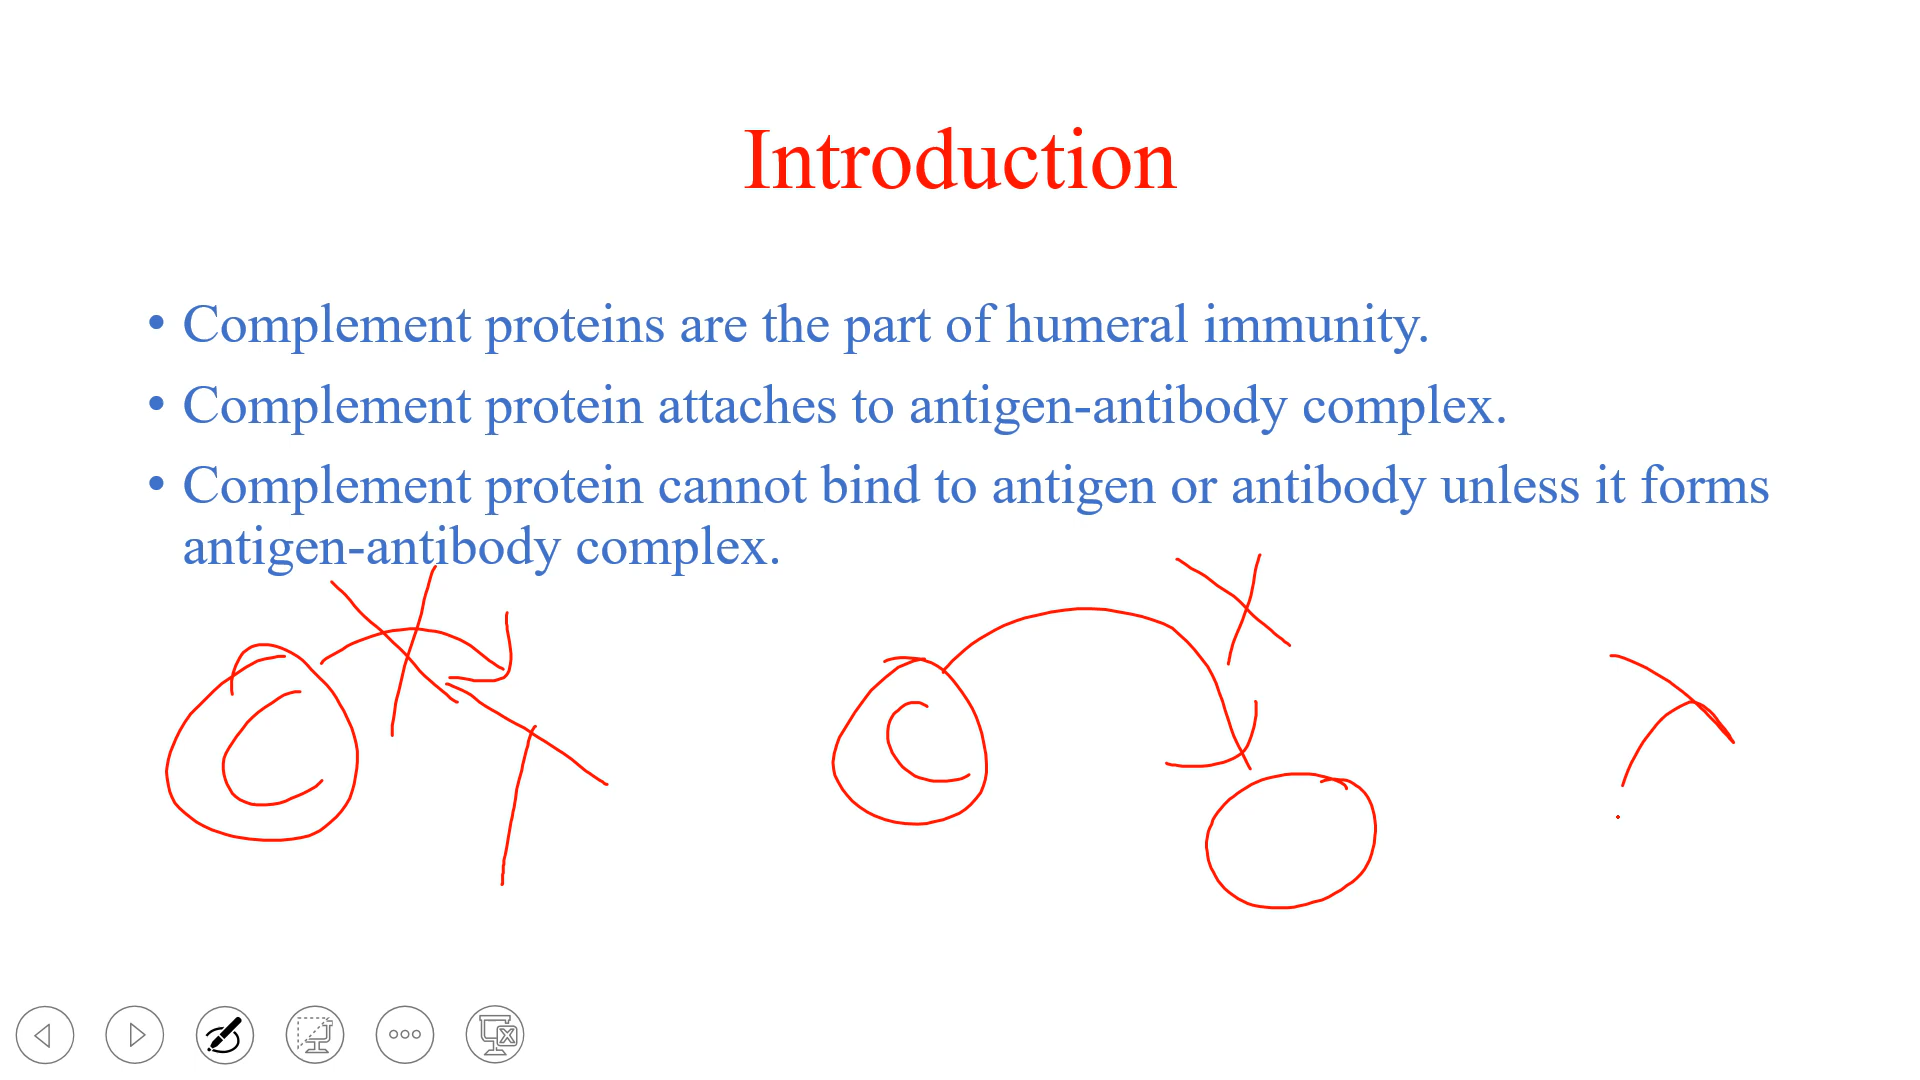 Introduction
• Complement proteins are the part of humeral immunity.
• Complement protein attaches to antigen-antibody complex.
• Complement protein cannot bind to antigen or antibody unless it forms
antigen-antibody complex.
C C